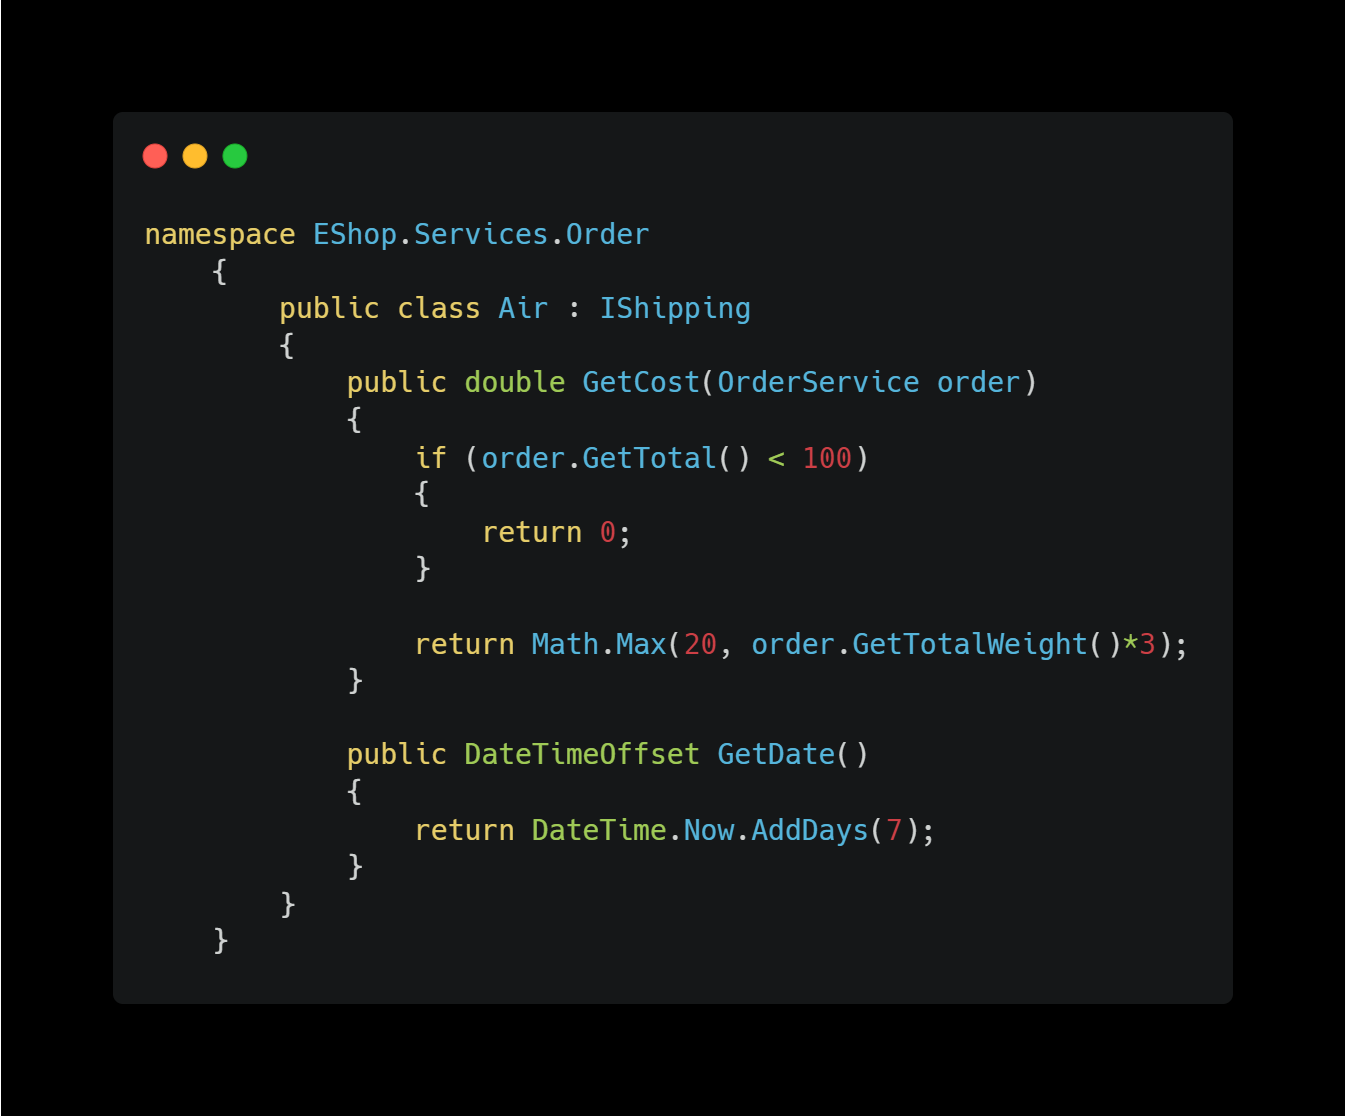 namespace EShop.Services.Order
    {
        public class Air : IShipping
        {
            public double GetCost(OrderService order)
            {
                if (order.GetTotal() < 100)
                {
                    return 0;
                }

                return Math.Max(20, order.GetTotalWeight()*3);
            }

            public DateTimeOffset GetDate()
            {
                return DateTime.Now.AddDays(7);
            }
        }
    }